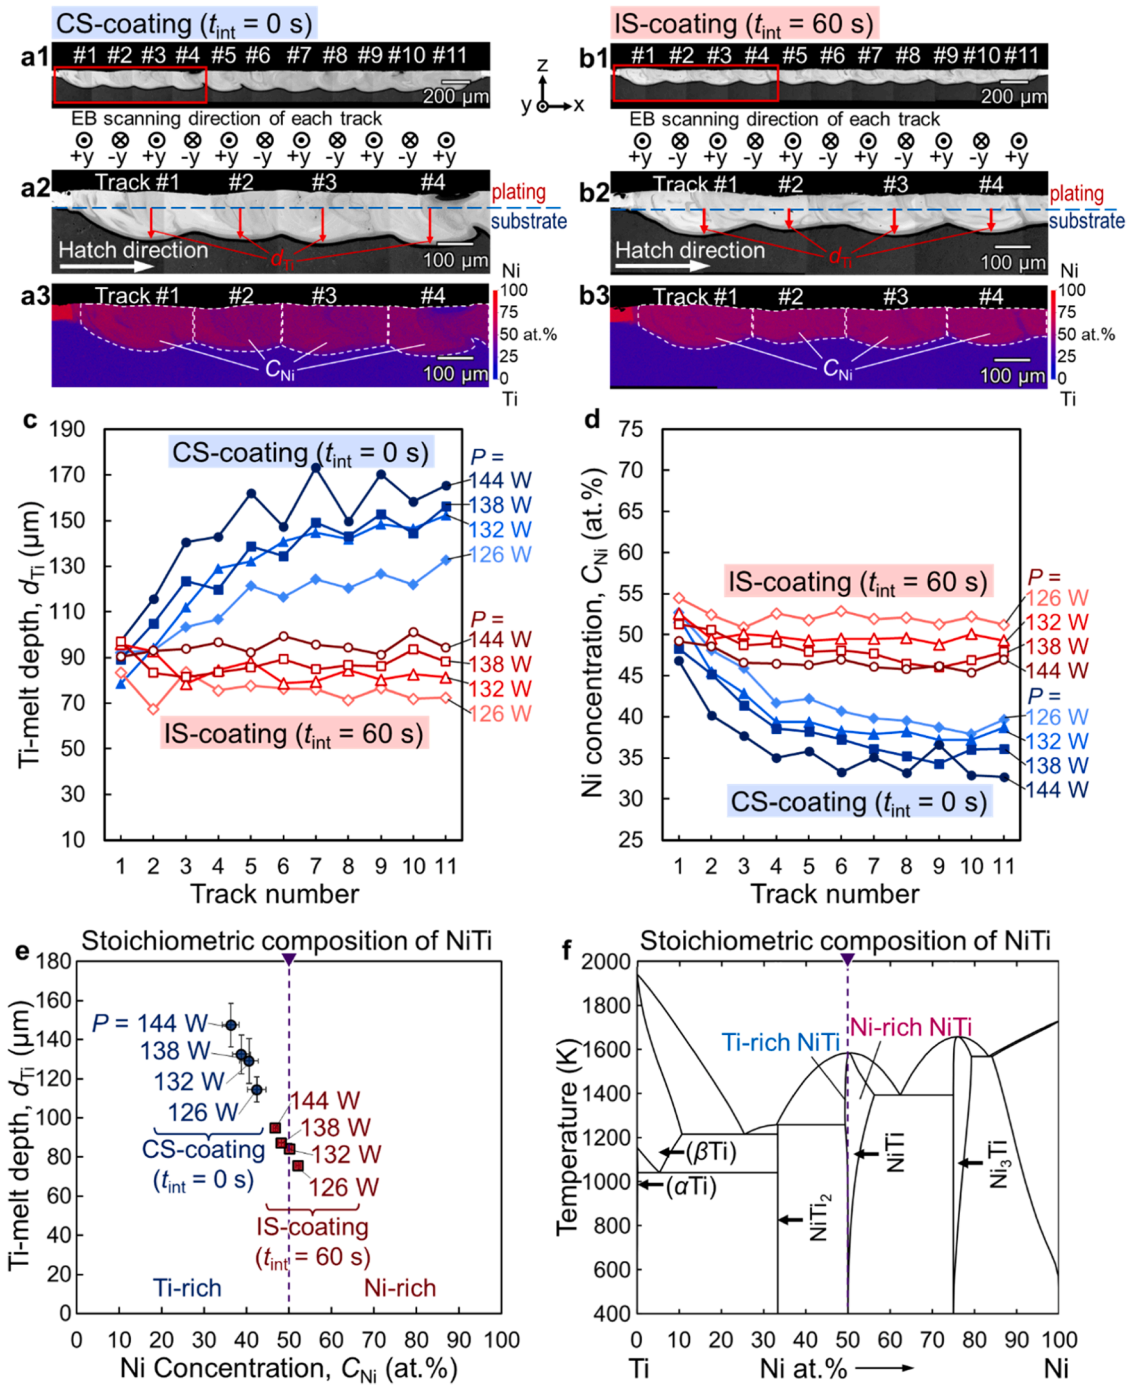 CS-coating (tint = 0 s)
IS-coating (tint = 60 s)
a1
#1 #2 #3 #4 #5 #6 #7 #8 #9 #10 #11
200 μm
z
y
x
b1
#1 #2 #3 #4 #5 #6 #7 #8 #9 #10 #11
200 μm
EB scanning direction of each track
+y -y +y -y +y -y +y -y +y -y +y
EB scanning direction of each track
+y -y +y -y +y -y +y -y +y -y +y
a2
Track #1 #2 #3 #4
plating
substrate
Hatch direction
dTi
100 μm
b2
Track #1 #2 #3 #4
plating
substrate
Hatch direction
dTi
100 μm
a3
Track #1 #2 #3 #4
CNi
100 μm
Ni
100
75
50 at.%
25
0
Ti
b3
Track #1 #2 #3 #4
CNi
100 μm
Ni
100
75
50 at.%
25
0
Ti
c
Ti-melt depth, dTi (μm)
190
170
150
130
110
90
70
50
30
10
CS-coating (tint = 0 s)
P =
144 W
138 W
132 W
126 W
P =
144 W
138 W
132 W
126 W
IS-coating (tint = 60 s)
1 2 3 4 5 6 7 8 9 10 11
Track number
d
Ni concentration, CNi (at.%)
75
70
65
60
55
50
45
40
35
30
25
IS-coating (tint = 60 s)
P =
126 W
132 W
138 W
144 W
P =
126 W
132 W
138 W
144 W
CS-coating (tint = 0 s)
1 2 3 4 5 6 7 8 9 10 11
Track number
e
Stoichiometric composition of NiTi
Ti-melt depth, dTi (μm)
180
160
140
120
100
80
60
40
20
0
P = 144 W
138 W
132 W
126 W
CS-coating
(tint = 0 s)
144 W
138 W
132 W
126 W
IS-coating
(tint = 60 s)
Ti-rich
Ni-rich
0 10 20 30 40 50 60 70 80 90 100
Ni Concentration, CNi (at.%)
f
Stoichiometric composition of NiTi
Temperature (K)
2000
1800
1600
1400
1200
1000
800
600
400
Ti-rich NiTi
Ni-rich NiTi
(βTi)
(αTi)
NiTi2
NiTi
Ni3Ti
0 10 20 30 40 50 60 70 80 90 100
Ti
Ni at.%
Ni